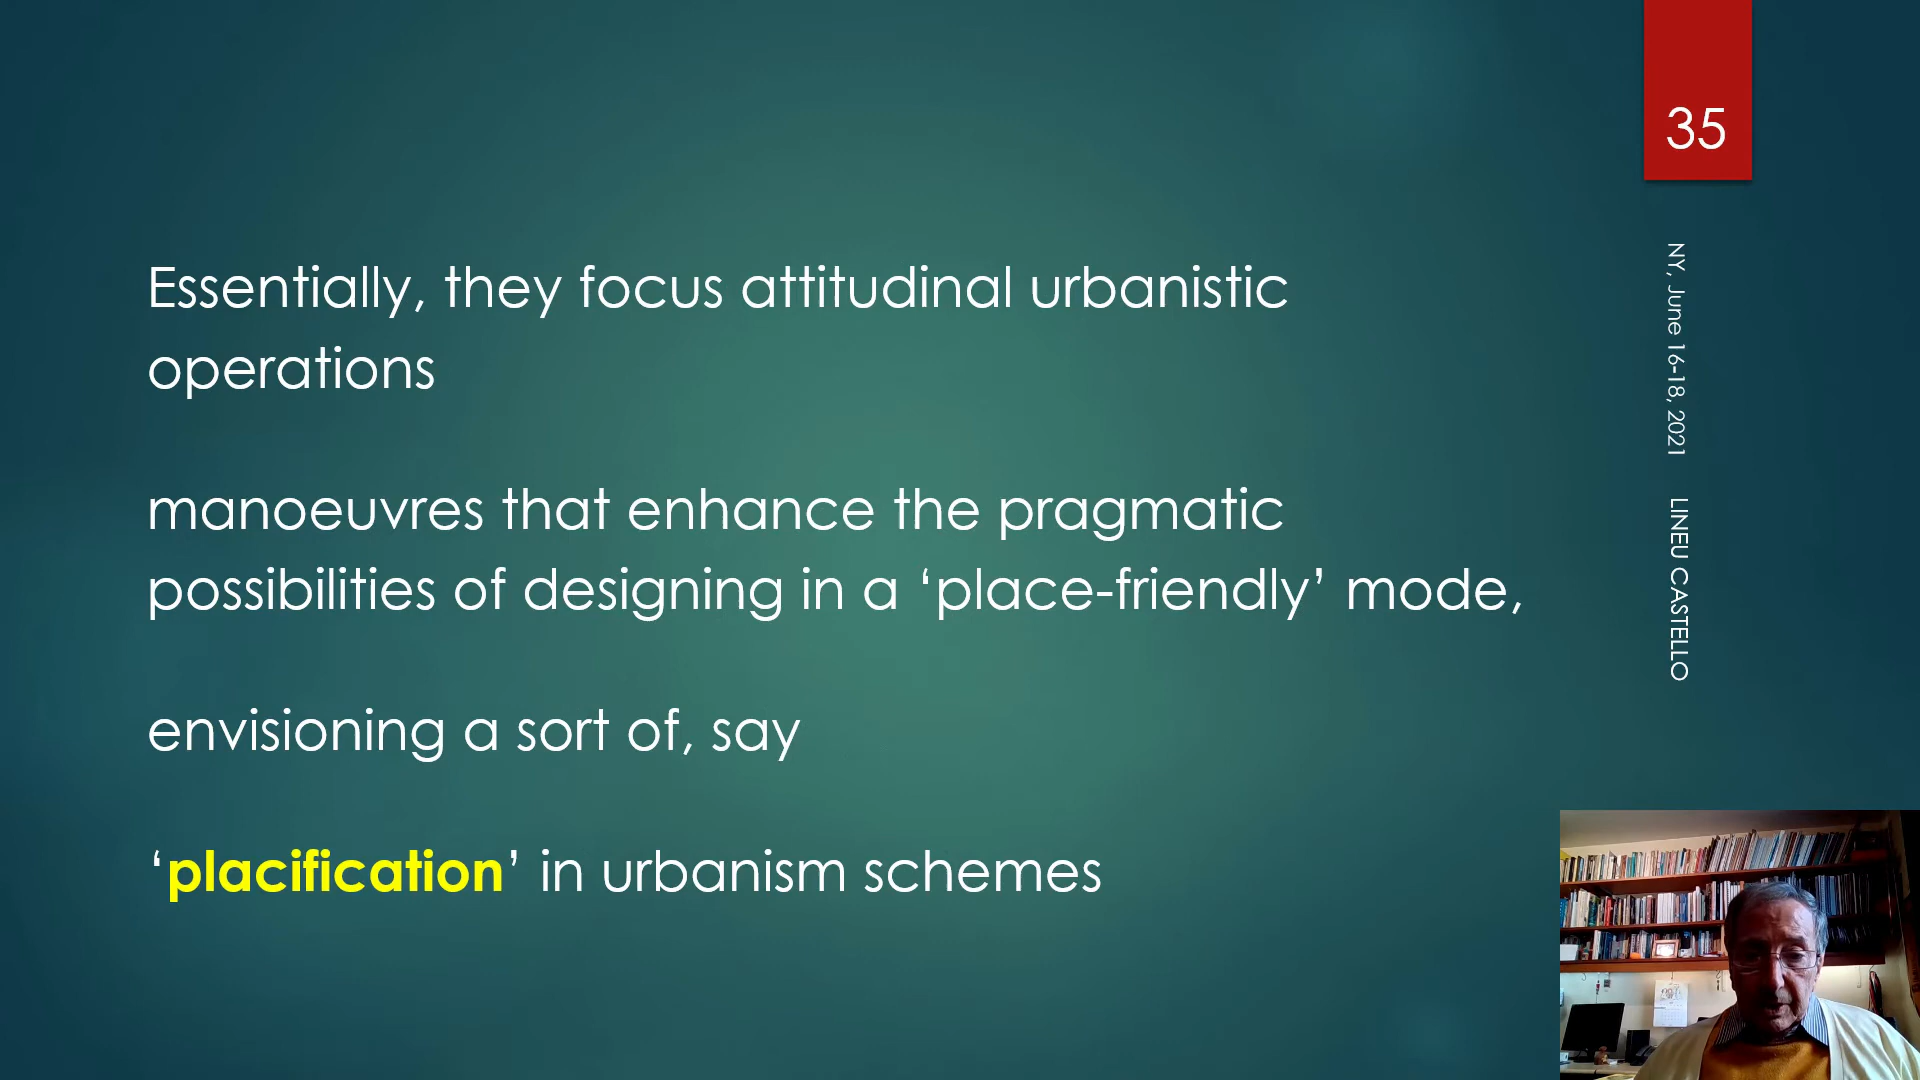 35
Essentially, they focus attitudinal urbanistic
operations
manoeuvres that enhance the pragmatic
possibilities of designing in a ‘place-friendly’ mode,
envisioning a sort of, say
‘placification’ in urbanism schemes
NY, June 16-18, 2021
LINEU CASTELLO